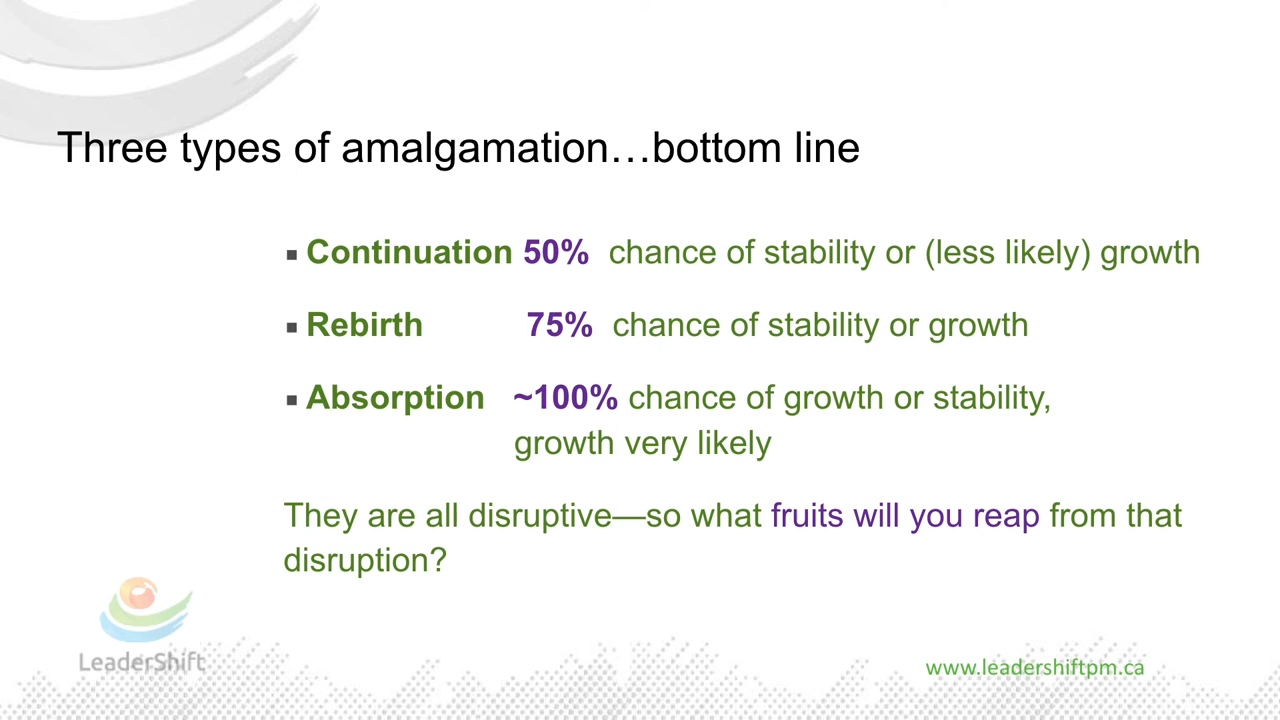 Three types of amalgamation…bottom line
▪ Continuation 50% chance of stability or (less likely) growth
▪ Rebirth 75% chance of stability or growth
▪ Absorption ~100% chance of growth or stability,
growth very likely
They are all disruptive—so what fruits will you reap from that
disruption?
LeaderShift
www.leadershiftpm.ca